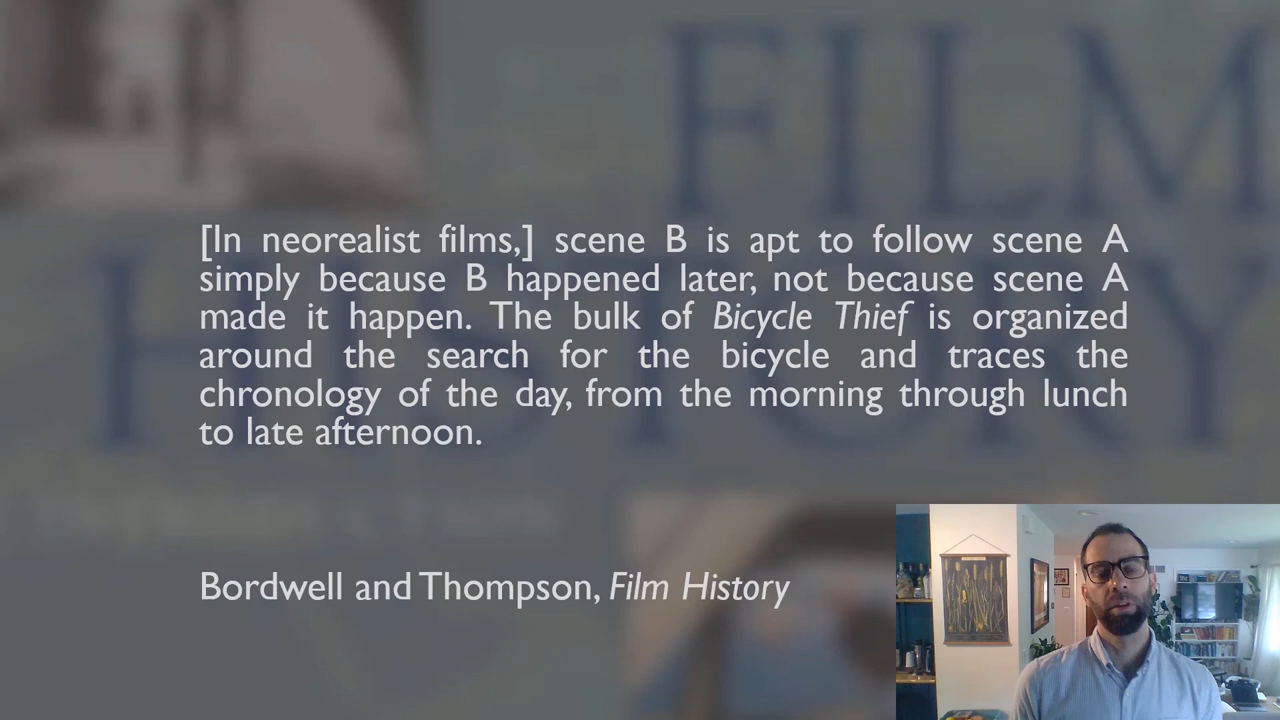 FILM
HISTORY
[In neorealist films,] scene B is apt to follow scene A
simply because B happened later, not because scene A
made it happen. The bulk of Bicycle Thief is organized
around the search for the bicycle and traces the
chronology of the day, from the morning through lunch
to late afternoon.
Bordwell and Thompson, Film History